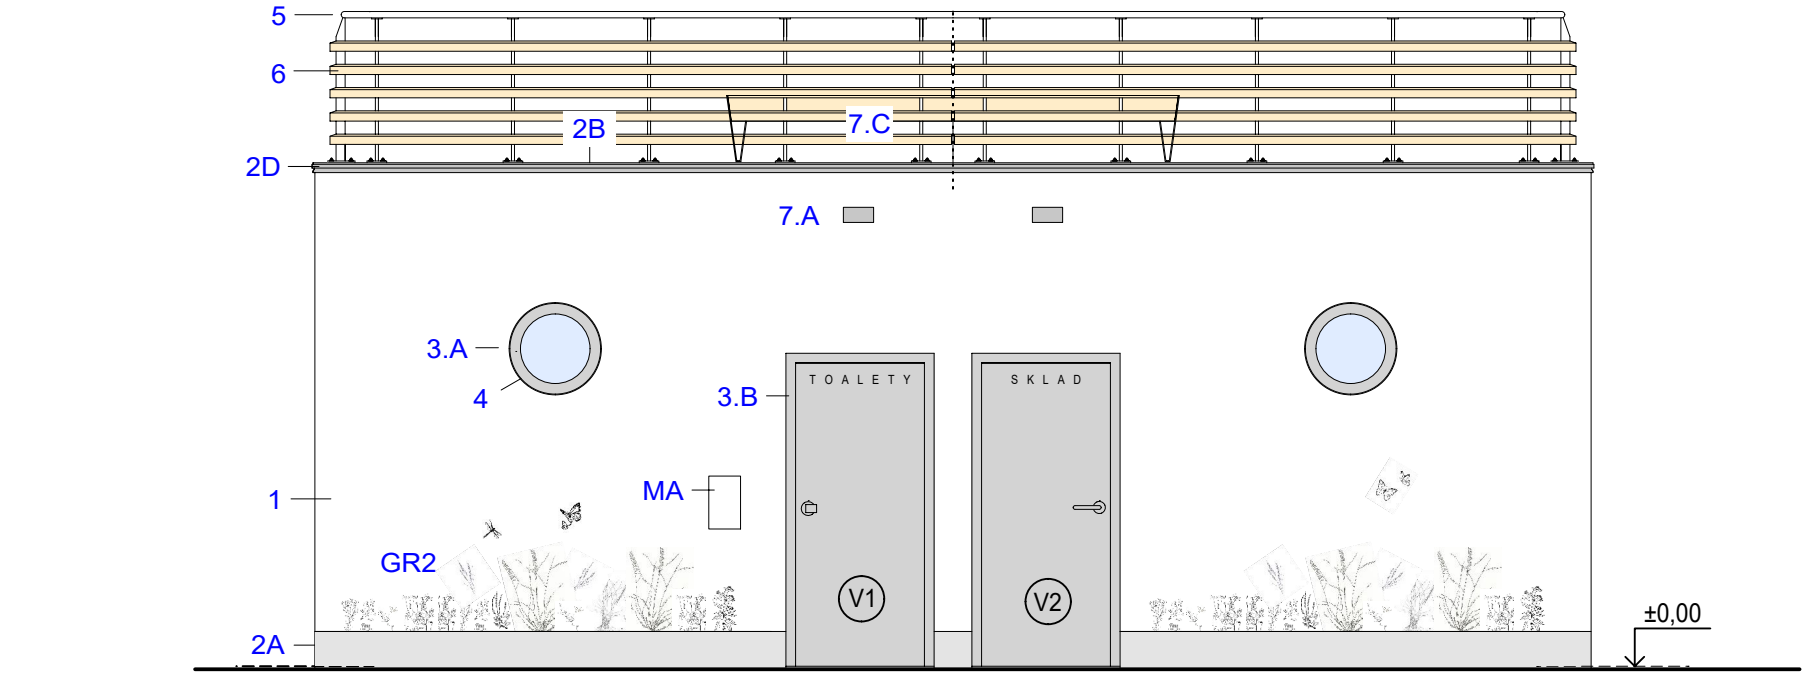 5
6
2B
7.C
2D
7.A
3.A
4
3.B
TOALETY
SKLAD
1
MA
GR2
V1
V2
±0,00
2A